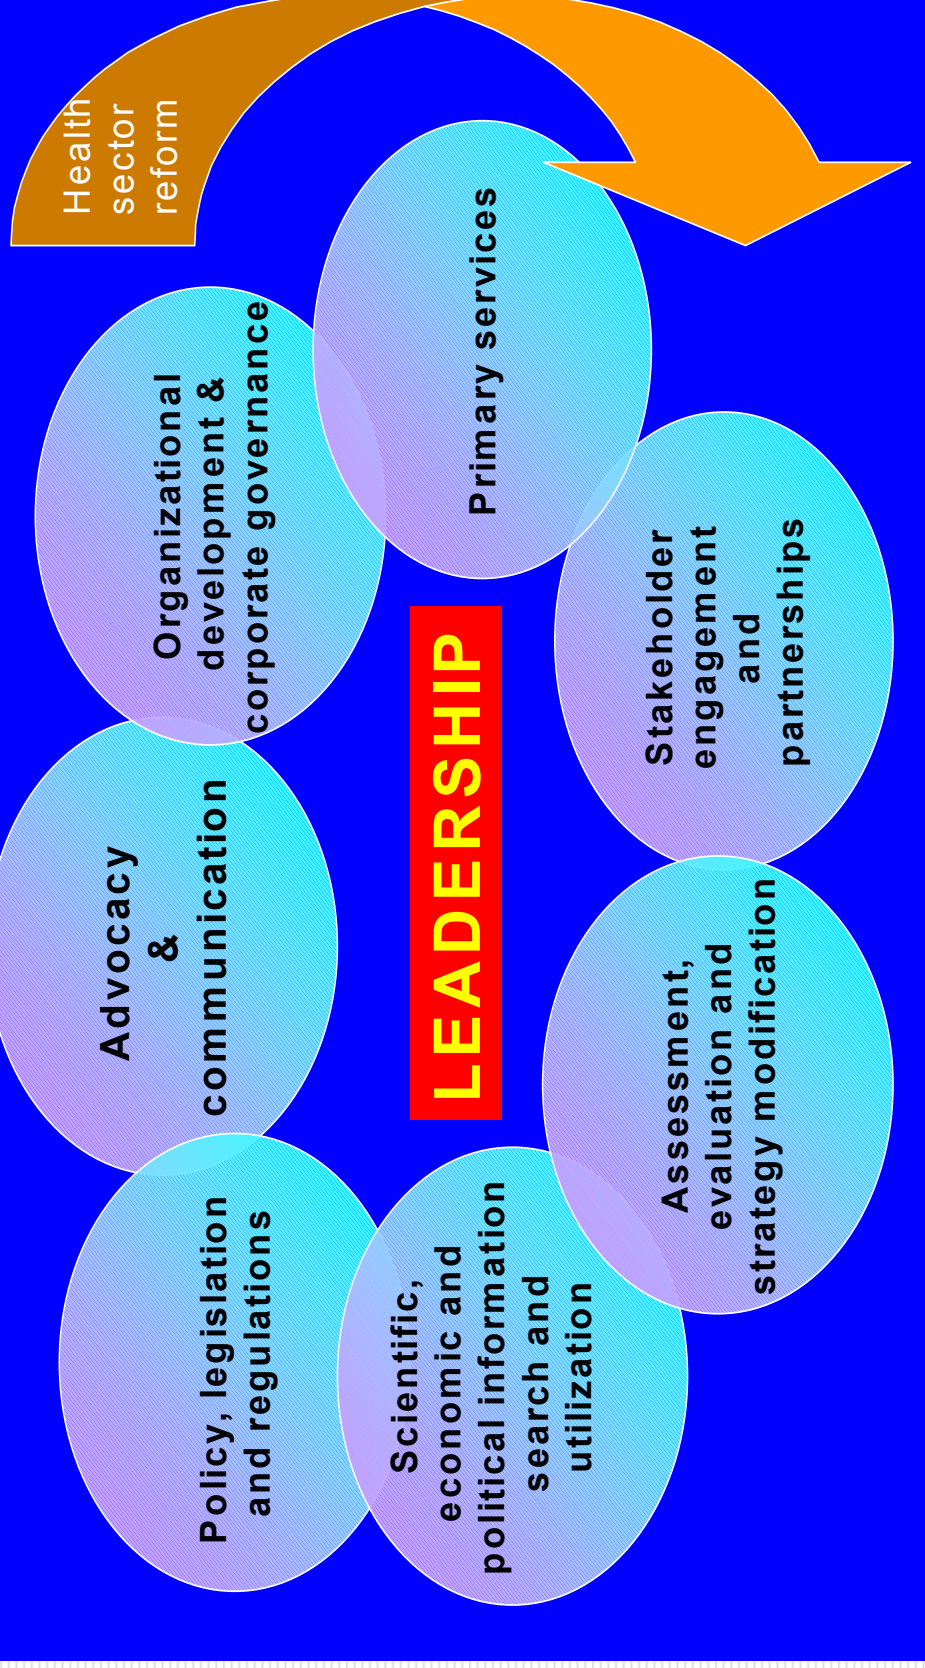 Policy, legislation
and regulations
Advocacy
&
communication
Organizational
development &
corporate governance
Health
sector
reform
Scientific,
economic and
political information
search and
utilization
LEADERSHIP
Primary services
Assessment,
evaluation and
strategy modification
Stakeholder
engagement
and
partnerships